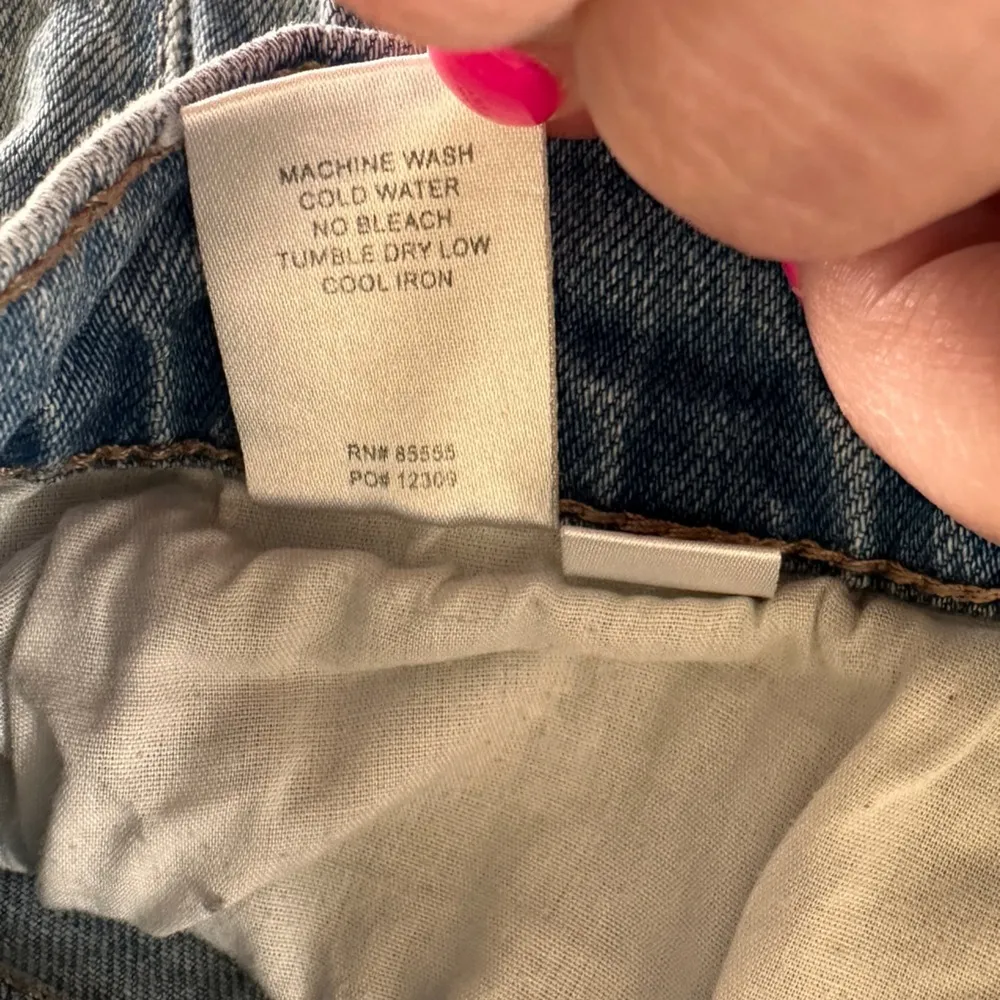 MACHINE WASH
COLD WATER
NO BLEACH
TUMBLE DRY LOW
COOL IRON
RN# 85555
PO# 12309